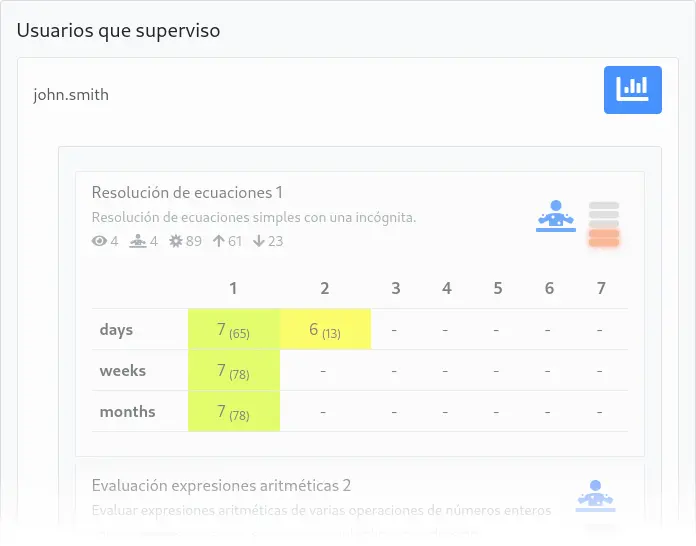 Usuarios que superviso
john.smith
Resolución de ecuaciones 1
Resolución de ecuaciones simples con una incógnita.
4 4 89 61 23
1 2 3 4 5 6 7
days 7 (65) 6 (13) - - - - -
weeks 7 (78) - - - - - -
months 7 (78) - - - - - -
Evaluación expresiones aritméticas 2
Evaluar expresiones aritméticas de varias operaciones de números enteros